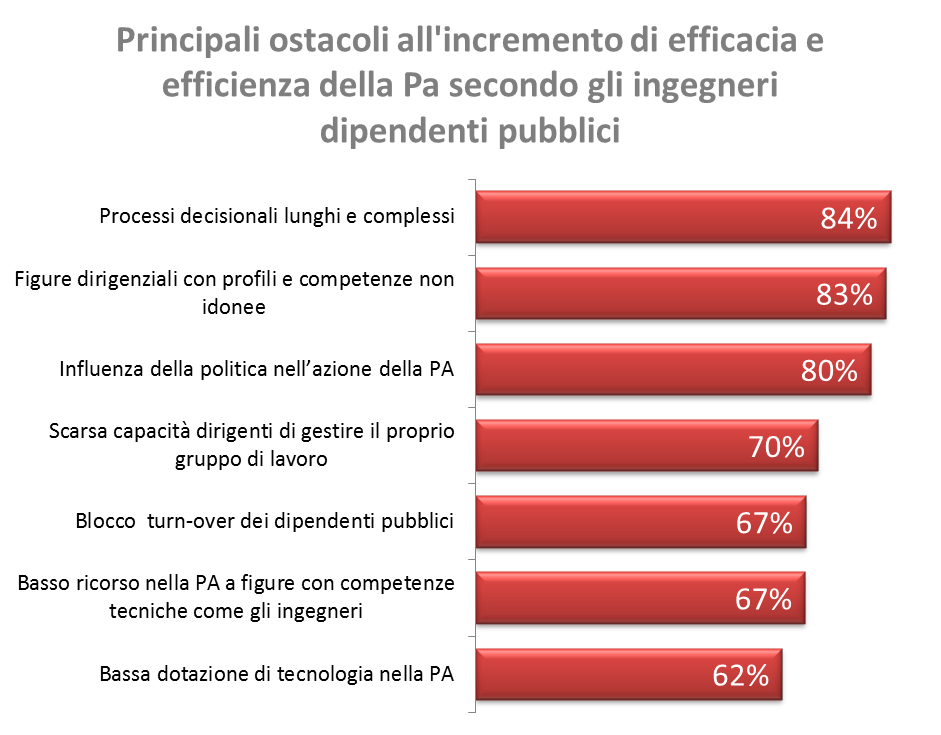 Principali ostacoli all'incremento di efficacia e
efficienza della Pa secondo gli ingegneri
dipendenti pubblici
Processi decisionali lunghi e complessi
84%
Figure dirigenziali con profili e competenze non
idonee
83%
Influenza della politica nell’azione della PA
80%
Scarsa capacità dirigenti di gestire il proprio
gruppo di lavoro
70%
Blocco  turn-over dei dipendenti pubblici
67%
Basso ricorso nella PA a figure con competenze
tecniche come gli ingegneri
67%
Bassa dotazione di tecnologia nella PA
62%